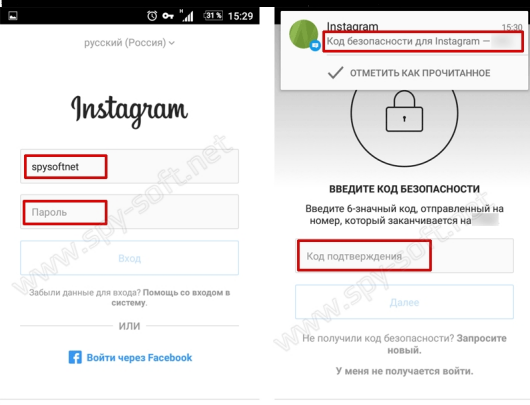 31 %
15:29
русский (Россия)
Instagram
spysoftnet
Пароль
Вход
Забыли данные для входа? Помощь со входом в
систему.
ИЛИ
Войти через Facebook
www.spy-soft.net
Instagram
15:30
Код безопасности для Instagram —
ОТМЕТИТЬ КАК ПРОЧИТАННОЕ
ВВЕДИТЕ КОД БЕЗОПАСНОСТИ
Введите 6-значный код, отправленный на
номер, который заканчивается на
Код подтверждения
Далее
Не получили код безопасности? Запросите
новый.
У меня не получается войти.
www.spy-soft.net